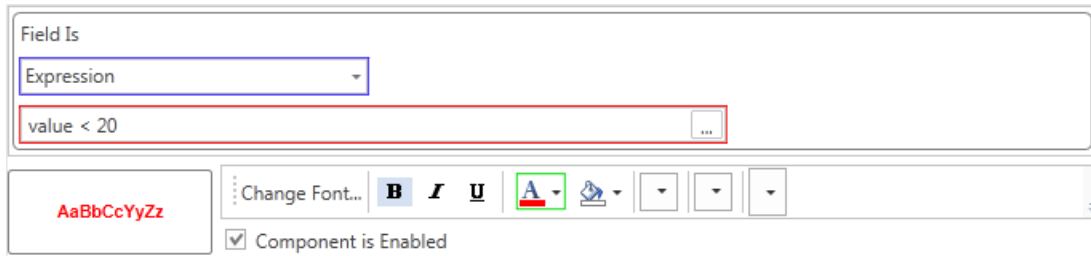 Field Is
Expression
value < 20
...
AaBbCcYyZz
Change Font... B I U A
Component is Enabled